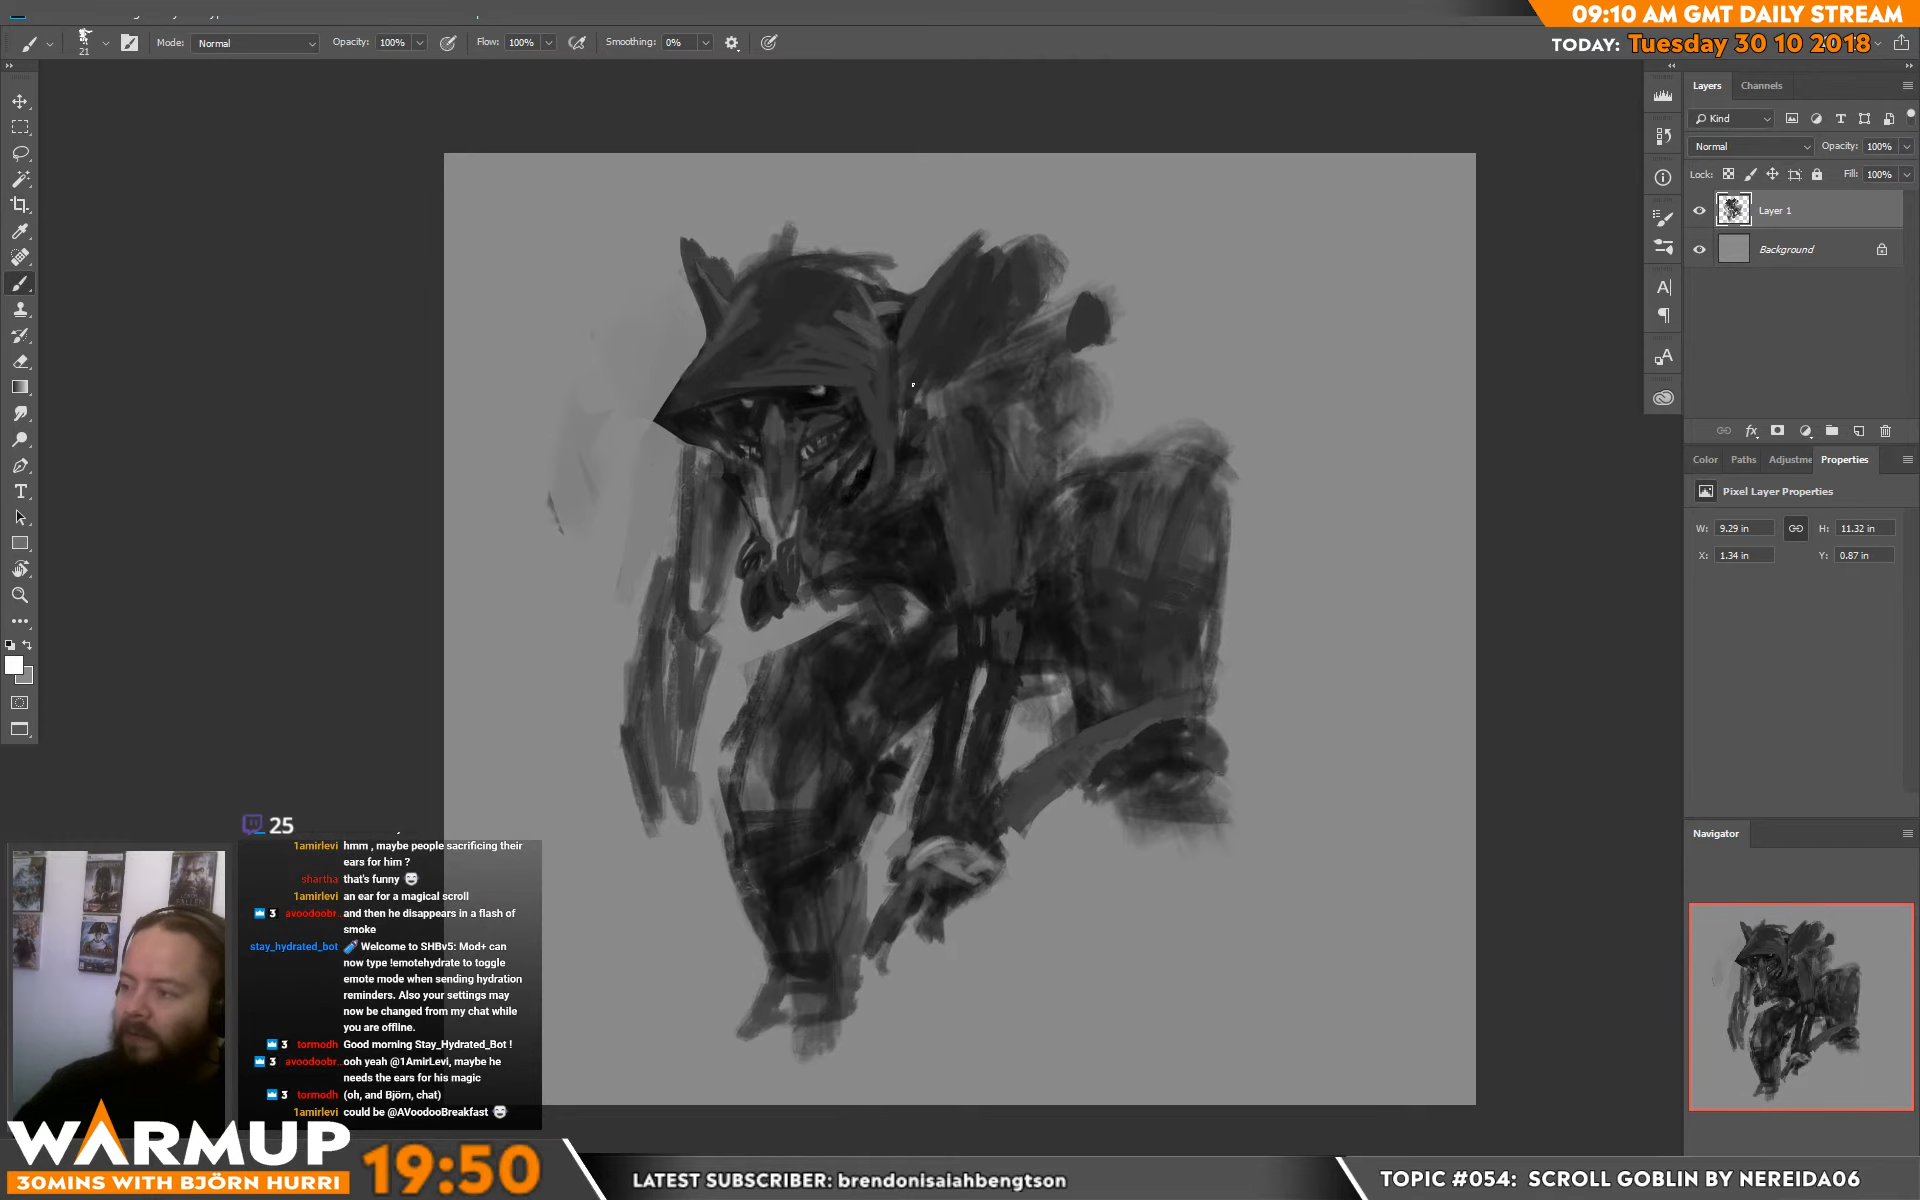 09:10 AM GMT DAILY STREAM
TODAY: Tuesday 30 10 2018
21
Mode: Normal
Opacity: 100%
Flow: 100%
Smoothing: 0%
Layers
Channels
Kind
Normal
Opacity: 100%
Lock:
Fill: 100%
Layer 1
Background
Color
Paths
Adjustme
Properties
Pixel Layer Properties
W: 9.29 in
H: 11.32 in
X: 1.34 in
Y: 0.87 in
Navigator
25
1amirlevi hmm , maybe people sacrificing their
ears for him ?
shartha that's funny
1amirlevi an ear for a magical scroll
3 avoodoobr... and then he disappears in a flash of
smoke
stay_hydrated_bot Welcome to SHBv5: Mod+ can
now type !emotehydrate to toggle
emote mode when sending hydration
reminders. Also your settings may
now be changed from my chat while
you are offline.
3 tormodh Good morning Stay_Hydrated_Bot !
3 avoodoobr... ooh yeah @1AmirLevi, maybe he
needs the ears for his magic
3 tormodh (oh, and Björn, chat)
1amirlevi could be @AVoodooBreakfast
WARMUP
30MINS WITH BJÖRN HURRI
19:50
LATEST SUBSCRIBER: brendonisaiahbengtson
TOPIC #054: SCROLL GOBLIN BY NEREIDA06